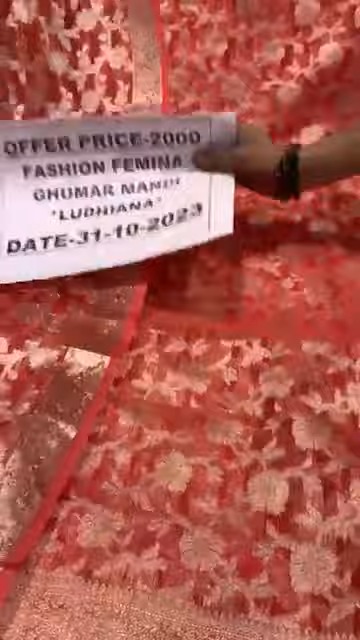 OFFER PRICE-2000
FASHION FEMINA
GHUMAR MANDI
"LUDHIANA"
DATE-31-10-2023